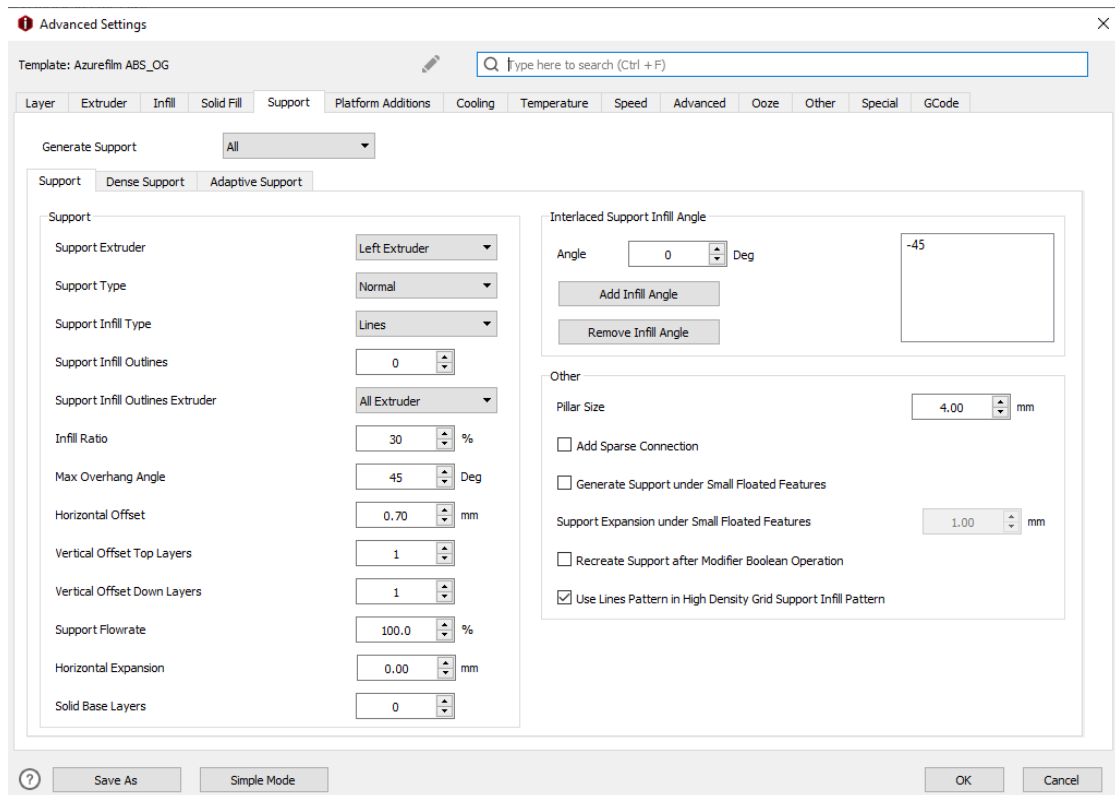 Advanced Settings
Template: Azurefilm ABS_OG
Type here to search (Ctrl + F)
Layer Extruder Infill Solid Fill Support Platform Additions Cooling Temperature Speed Advanced Ooze Other Special GCode
Generate Support All
Support Dense Support Adaptive Support
Support
Support Extruder Left Extruder
Support Type Normal
Support Infill Type Lines
Support Infill Outlines 0
Support Infill Outlines Extruder All Extruder
Infill Ratio 30 %
Max Overhang Angle 45 Deg
Horizontal Offset 0.70 mm
Vertical Offset Top Layers 1
Vertical Offset Down Layers 1
Support Flowrate 100.0 %
Horizontal Expansion 0.00 mm
Solid Base Layers 0
Interlaced Support Infill Angle
Angle 0 Deg
-45
Add Infill Angle
Remove Infill Angle
Other
Pillar Size 4.00 mm
Add Sparse Connection
Generate Support under Small Floated Features
Support Expansion under Small Floated Features 1.00 mm
Recreate Support after Modifier Boolean Operation
Use Lines Pattern in High Density Grid Support Infill Pattern
? Save As Simple Mode OK Cancel